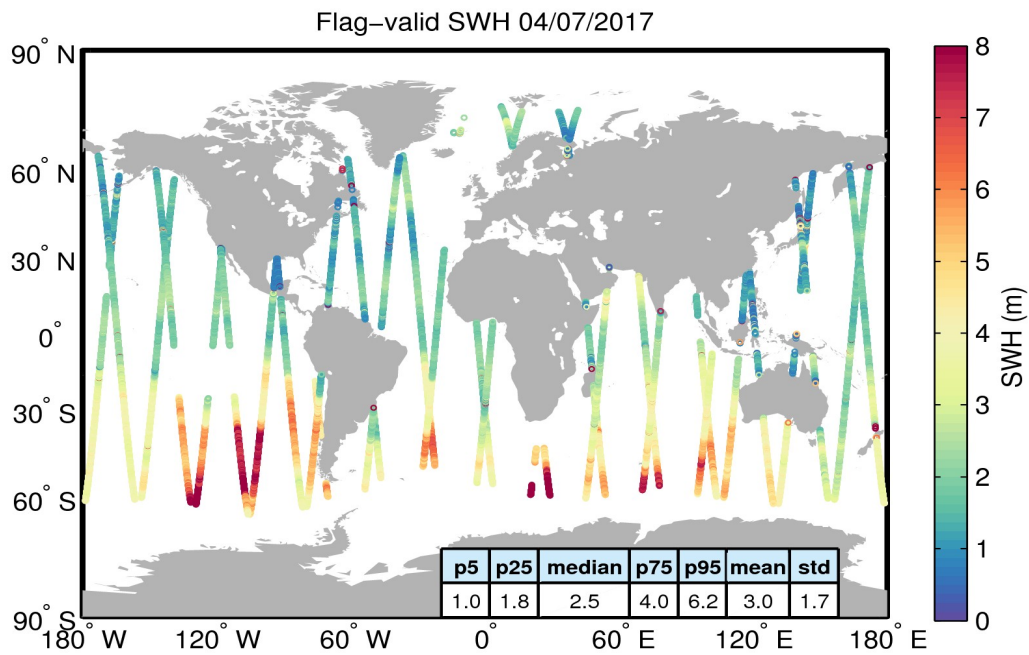 Flag−valid SWH 04/07/2017
90° N
60° N
30° N
0°
30° S
60° S
90° S
180° W
120° W
60° W
0°
60° E
120° E
180° E
8
7
6
5
4
3
2
1
0
SWH (m)
p5 p25 median p75 p95 mean std
1.0 1.8 2.5 4.0 6.2 3.0 1.7